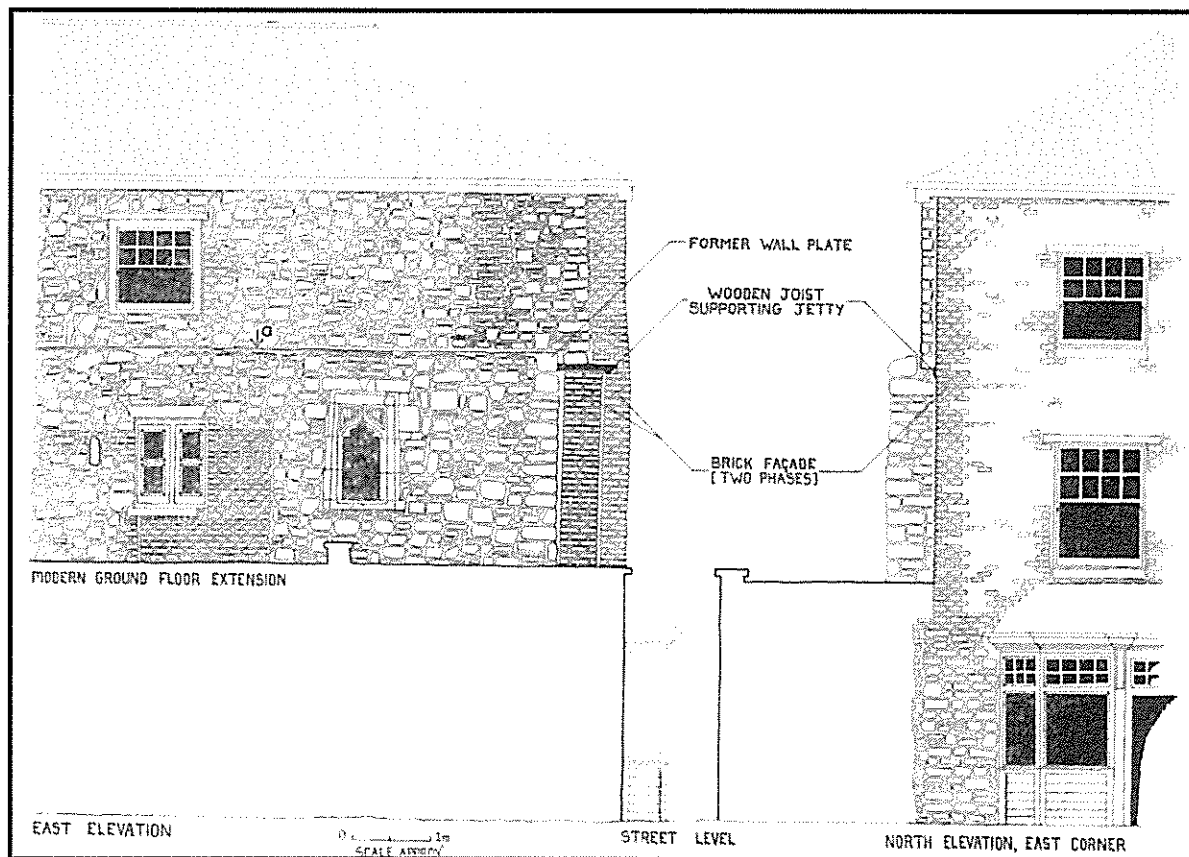 FORMER WALL PLATE
WOODEN JOIST
SUPPORTING JETTY
a
BRICK FAÇADE
[TWO PHASES]
MODERN GROUND FLOOR EXTENSION
EAST ELEVATION
0 1m
SCALE APPROX
STREET LEVEL
NORTH ELEVATION, EAST CORNER